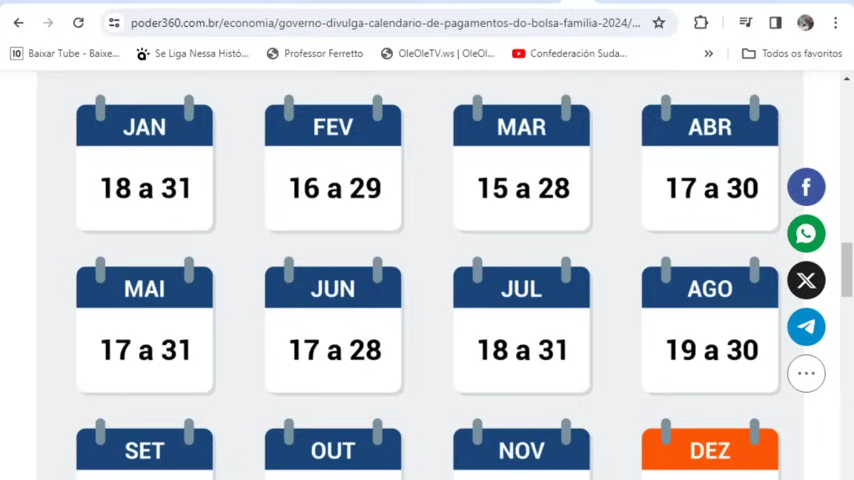 poder360.com.br/economia/governo-divulga-calendario-de-pagamentos-do-bolsa-familia-2024/...
10 Baixar Tube - Baixe... Se Liga Nessa Histó... Professor Ferretto OleOleTV.ws | OleOl... Confederación Suda... » Todos os favoritos
JAN FEV MAR ABR
18 a 31 16 a 29 15 a 28 17 a 30
MAI JUN JUL AGO
17 a 31 17 a 28 18 a 31 19 a 30
SET OUT NOV DEZ